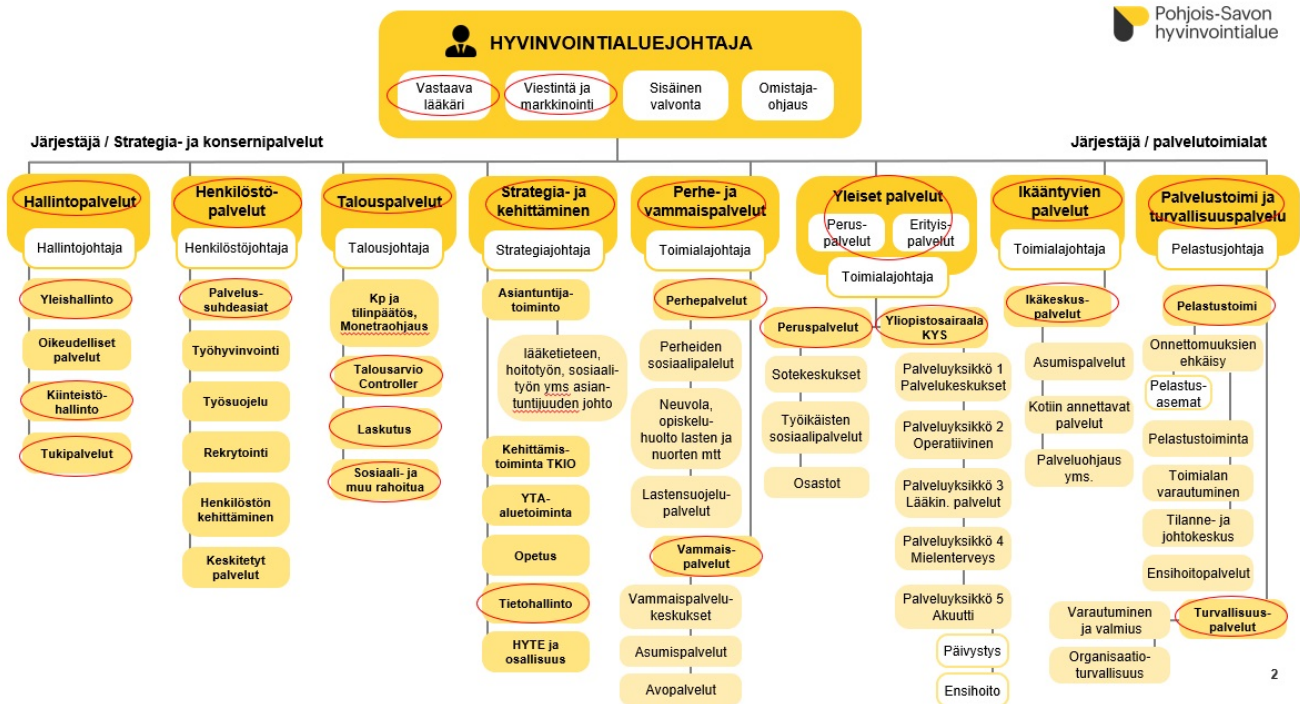 Pohjois-Savon
hyvinvointialue
HYVINVOINTIALUEJOHTAJA
Vastaava
lääkäri
Viestintä ja
markkinointi
Sisäinen
valvonta
Omistaja-
ohjaus
Järjestäjä / Strategia- ja konsernipalvelut
Järjestäjä / palvelutoimialat
Hallintopalvelut
Hallintojohtaja
Yleishallinto
Oikeudelliset
palvelut
Kiinteistö-
hallinto
Tukipalvelut
Henkilöstö-
palvelut
Henkilöstöjohtaja
Palvelus-
suhdeasiat
Työhyvinvointi
Työsuojelu
Rekrytointi
Henkilöstön
kehittäminen
Keskitetyt
palvelut
Talouspalvelut
Talousjohtaja
Kp ja
tilinpäätös,
Monetraohjaus
Talousarvio
Controller
Laskutus
Sosiaali- ja
muu rahoitua
Strategia- ja
kehittäminen
Strategiajohtaja
Asiantuntija-
toiminto
lääketieteen,
hoitotyön, sosiaali-
työn yms asian-
tuntijuuden johto
Kehittämis-
toiminta TKIO
YTA-
aluetoiminta
Opetus
Tietohallinto
HYTE ja
osallisuus
Perhe- ja
vammaispalvelut
Toimialajohtaja
Perhepalvelut
Perheiden
sosiaalipalelut
Neuvola,
opiskelu-
huolto lasten ja
nuorten mtt
Lastensuojelu-
palvelut
Vammais-
palvelut
Vammaispalvelu-
keskukset
Asumispalvelut
Avopalvelut
Yleiset palvelut
Perus-
palvelut
Erityis-
palvelut
Toimialajohtaja
Peruspalvelut
Sotekeskukset
Työikäisten
sosiaalipalvelut
Osastot
Yliopistosairaala
KYS
Palveluyksikkö 1
Palvelukeskukset
Palveluyksikkö 2
Operatiivinen
Palveluyksikkö 3
Lääkin. palvelut
Palveluyksikkö 4
Mielenterveys
Palveluyksikkö 5
Akuutti
Päivystys
Ensihoito
Ikääntyvien
palvelut
Toimialajohtaja
Ikäkeskus-
palvelut
Asumispalvelut
Kotiin annettavat
palvelut
Palveluohjaus
yms.
Palvelustoimi ja
turvallisuuspalvelu
Pelastusjohtaja
Pelastustoimi
Onnettomuuksien
ehkäisy
Pelastus-
asemat
Pelastustoiminta
Toimialan
varautuminen
Tilanne- ja
johtokeskus
Ensihoitopalvelut
Turvallisuus-
palvelut
Varautuminen
ja valmius
Organisaatio-
turvallisuus
2